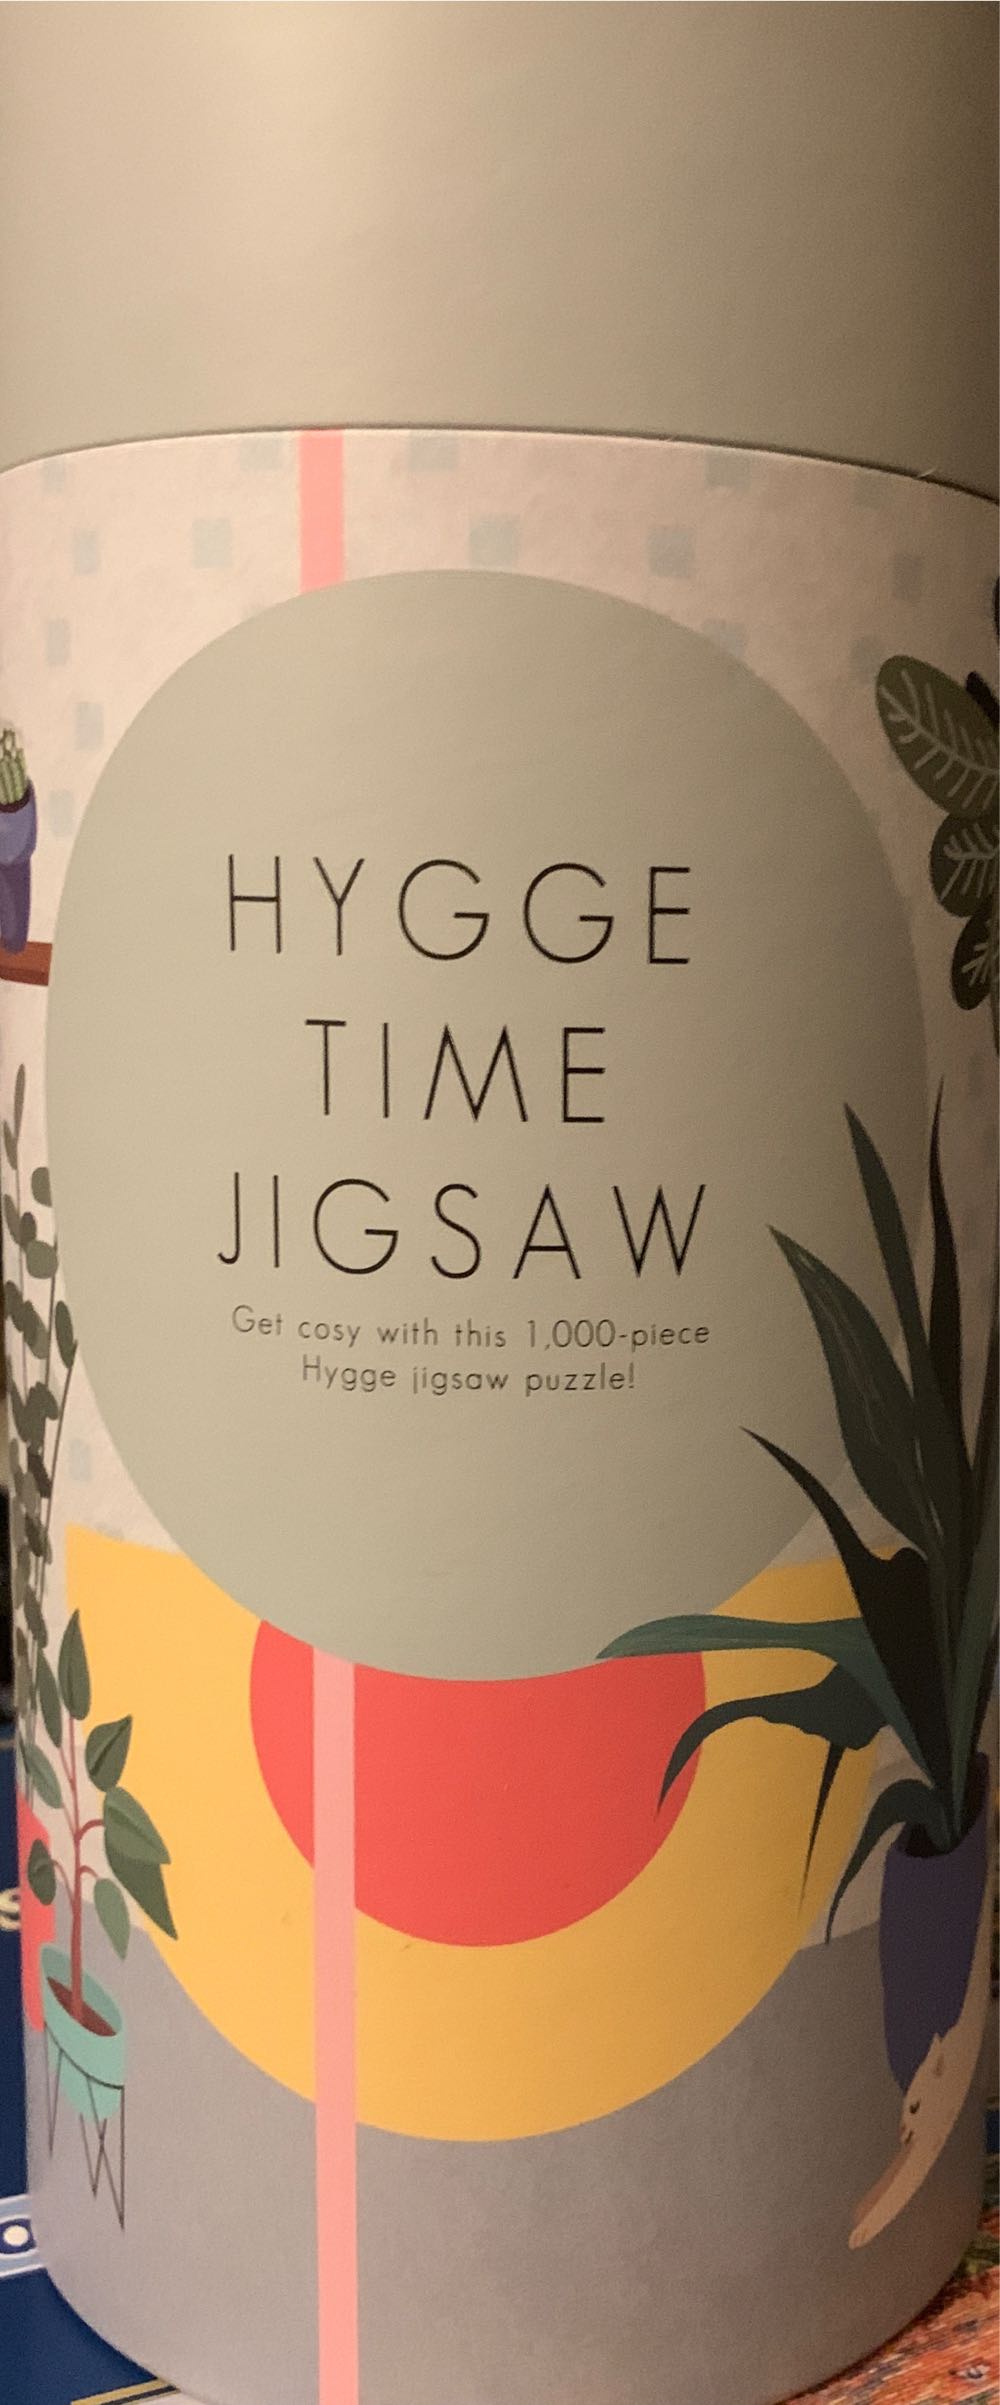 HYGGE
TIME
JIGSAW
Get cosy with this 1,000-piece
Hygge jigsaw puzzle!